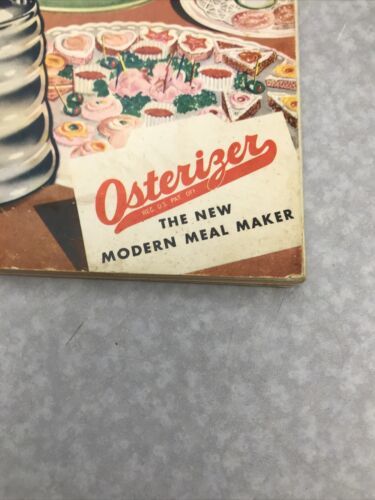 Osterizer
REG. U.S. PAT. OFF.
THE NEW
MODERN MEAL MAKER